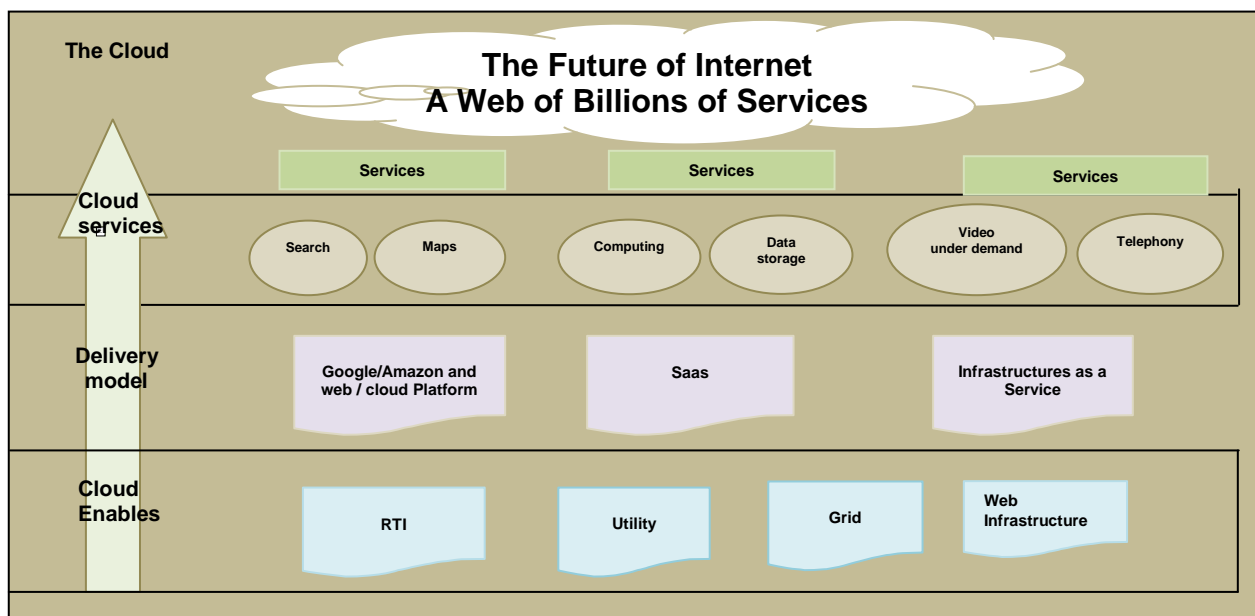 The Cloud
The Future of Internet
A Web of Billions of Services
Services
Services
Services
Cloud
services
Search
Maps
Computing
Data
storage
Video
under demand
Telephony
Delivery
model
Google/Amazon and
web / cloud Platform
Saas
Infrastructures as a
Service
Cloud
Enables
RTI
Utility
Grid
Web
Infrastructure